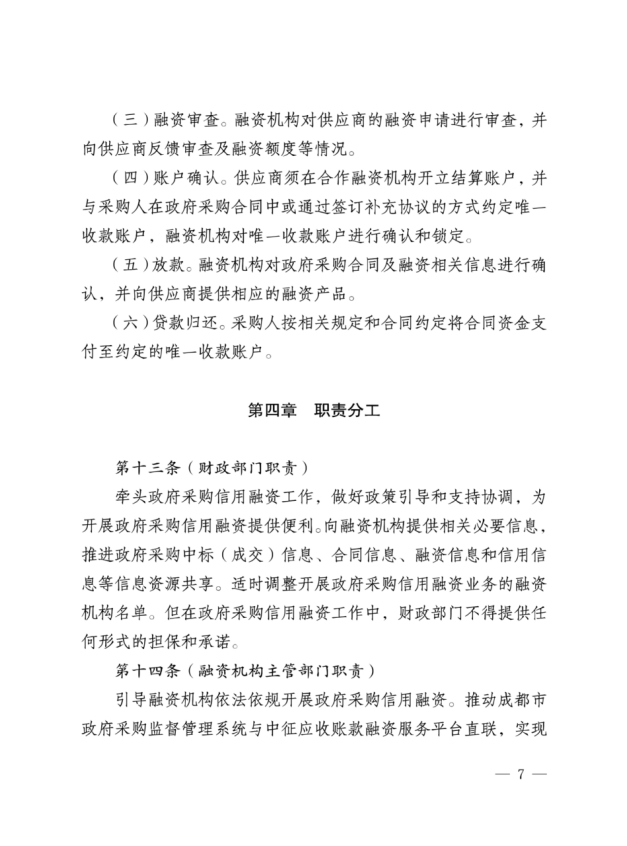 （三）融资审查。融资机构对供应商的融资申请进行审查，并
向供应商反馈审查及融资额度等情况。
（四）账户确认。供应商须在合作融资机构开立结算账户，并
与采购人在政府采购合同中或通过签订补充协议的方式约定唯一
收款账户，融资机构对唯一收款账户进行确认和锁定。
（五）放款。融资机构对政府采购合同及融资相关信息进行确
认，并向供应商提供相应的融资产品。
（六）贷款归还。采购人按相关规定和合同约定将合同资金支
付至约定的唯一收款账户。
第四章　职责分工
第十三条（财政部门职责）
牵头政府采购信用融资工作，做好政策引导和支持协调，为
开展政府采购信用融资提供便利。向融资机构提供相关必要信息，
推进政府采购中标（成交）信息、合同信息、融资信息和信用信
息等信息资源共享。适时调整开展政府采购信用融资业务的融资
机构名单。但在政府采购信用融资工作中，财政部门不得提供任
何形式的担保和承诺。
第十四条（融资机构主管部门职责）
引导融资机构依法依规开展政府采购信用融资。推动成都市
政府采购监督管理系统与中征应收账款融资服务平台直联，实现
— 7 —